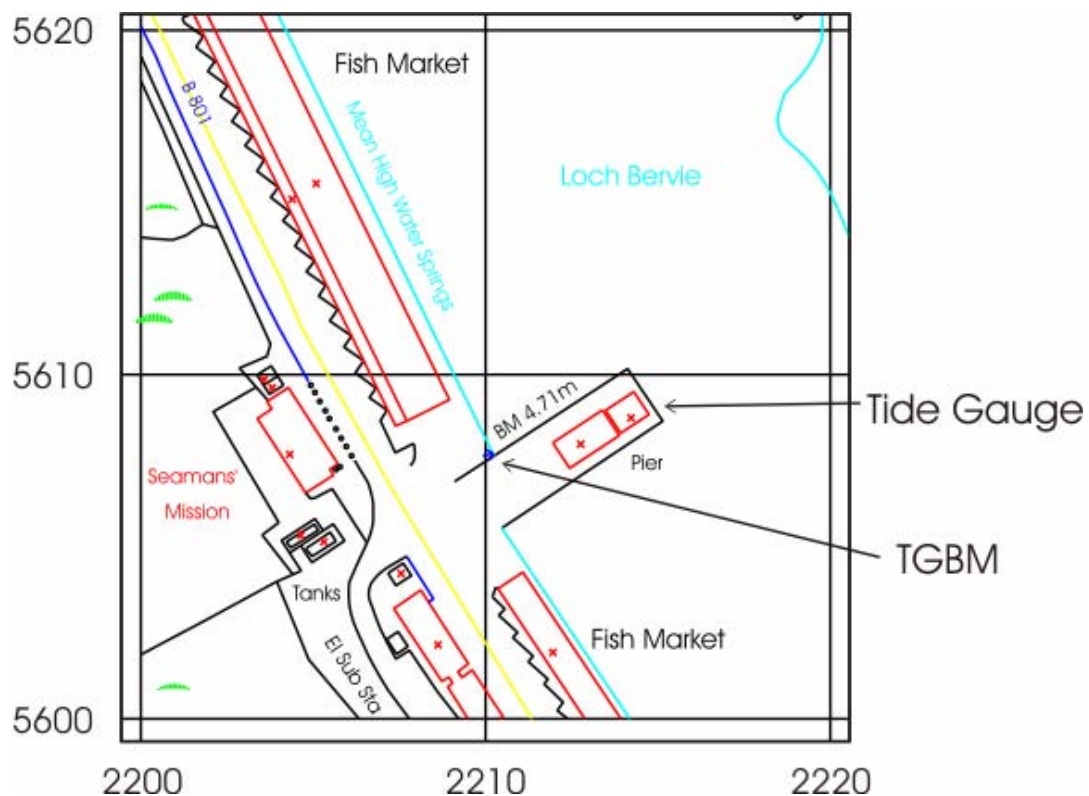 5620
Fish Market
B 801
Mean High Water Springs
Loch Bervie
5610
BM 4.71m
Tide Gauge
Pier
Seamans'
Mission
TGBM
Tanks
El Sub Sta
Fish Market
5600
2200
2210
2220